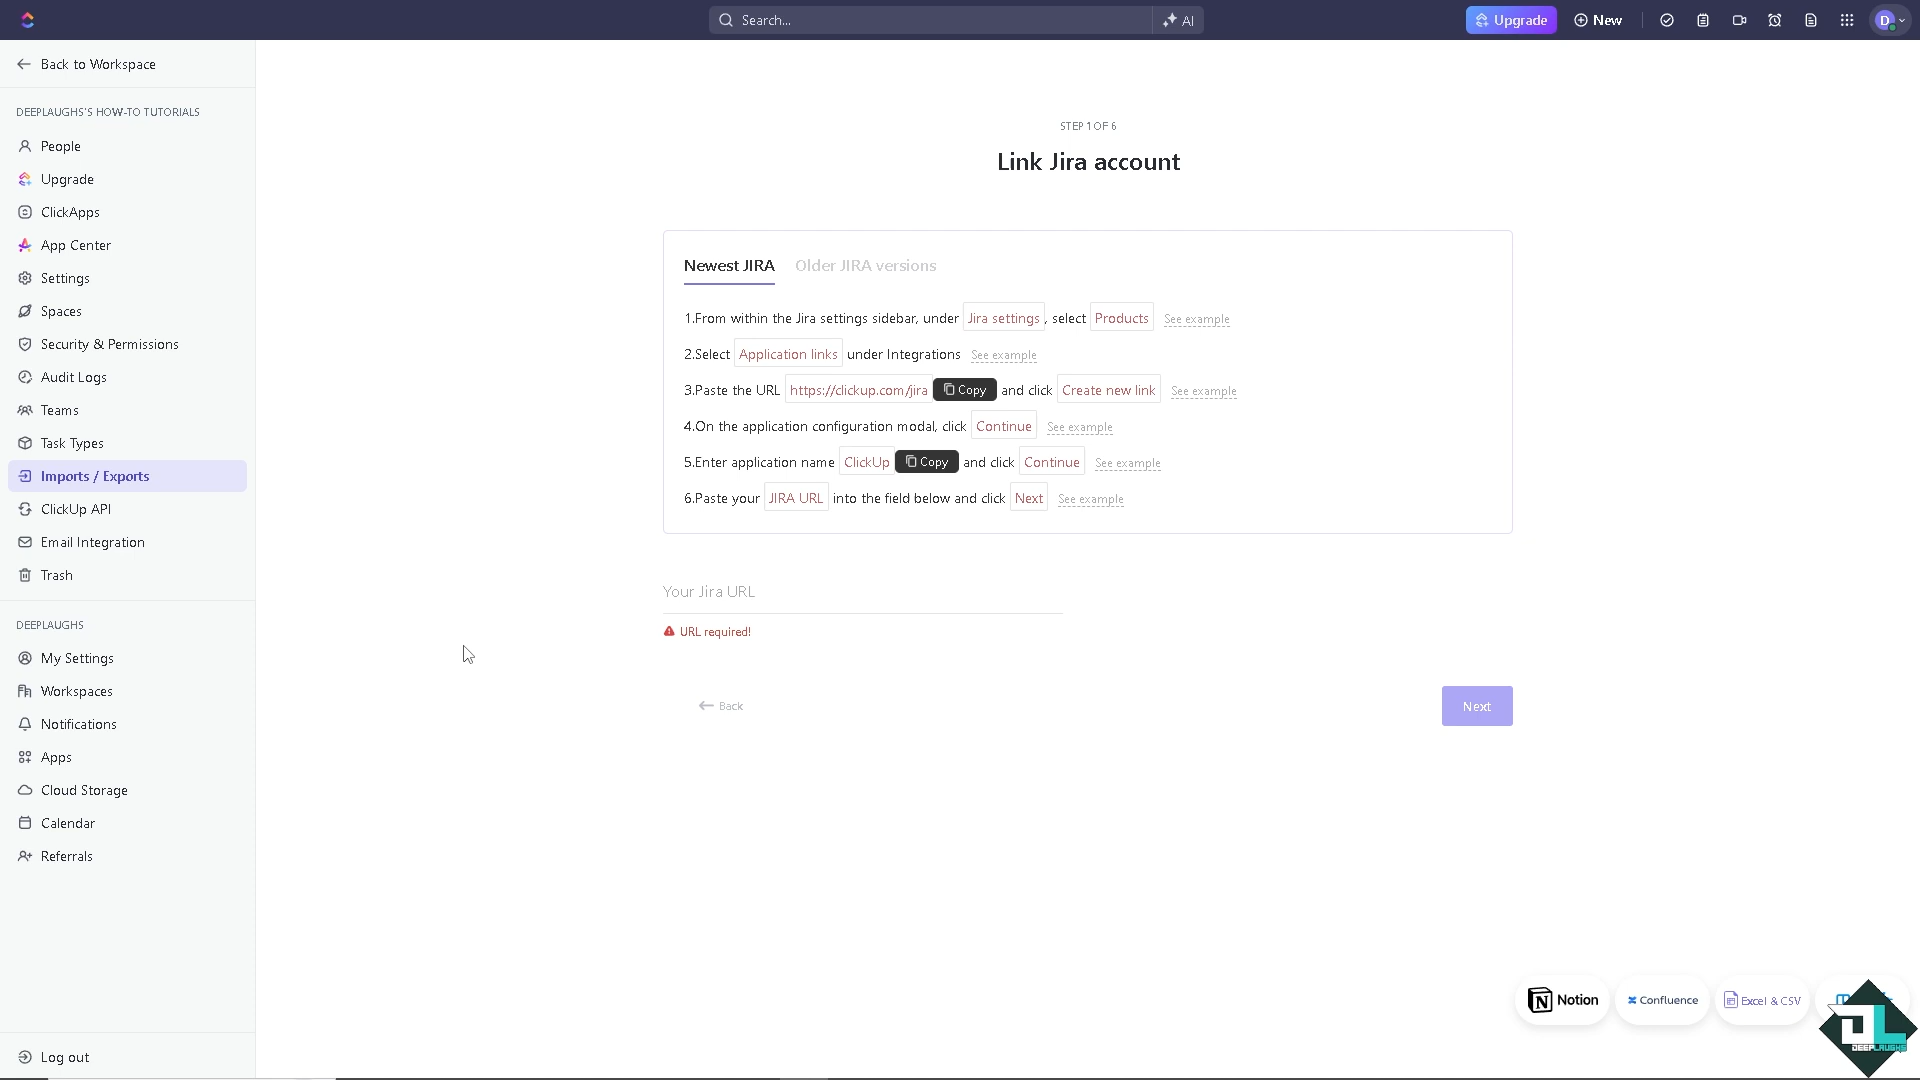 Search...
AI
Upgrade
New
D
Back to Workspace
DEEPLAUGHS'S HOW-TO TUTORIALS
People
Upgrade
ClickApps
App Center
Settings
Spaces
Security & Permissions
Audit Logs
Teams
Task Types
Imports / Exports
ClickUp API
Email Integration
Trash
DEEPLAUGHS
My Settings
Workspaces
Notifications
Apps
Cloud Storage
Calendar
Referrals
Log out
STEP 1 OF 6
Link Jira account
Newest JIRA Older JIRA versions
1.From within the Jira settings sidebar, under Jira settings , select Products See example
2.Select Application links under Integrations See example
3.Paste the URL https://clickup.com/jira Copy and click Create new link See example
4.On the application configuration modal, click Continue See example
5.Enter application name ClickUp Copy and click Continue See example
6.Paste your JIRA URL into the field below and click Next See example
Your Jira URL
URL required!
Back
Next
Notion
Confluence
Excel & CSV
DEEPLAUGHS